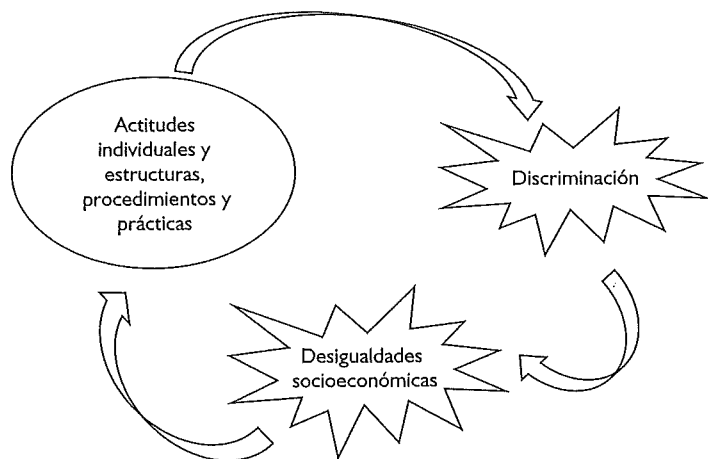 Actitudes
individuales y
estructuras,
procedimientos y
prácticas
Discriminación
Desigualdades
socioeconómicas